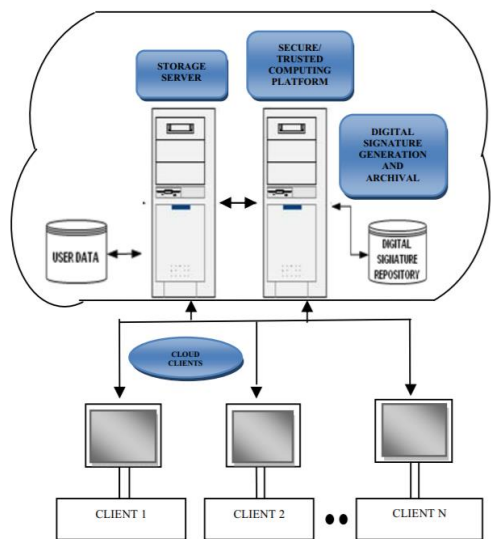 STORAGE
SERVER
SECURE/
TRUSTED
COMPUTING
PLATFORM
DIGITAL
SIGNATURE
GENERATION
AND
ARCHIVAL
USER DATA
DIGITAL
SIGNATURE
REPOSITORY
CLOUD
CLIENTS
CLIENT 1
CLIENT 2
CLIENT N